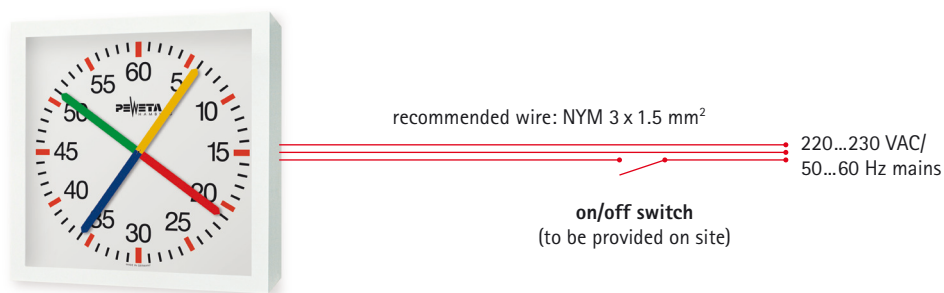 60
55
5
50
PEWETA
10
45
15
40
20
35
25
30
recommended wire: NYM 3 x 1.5 mm²
220...230 VAC/
50...60 Hz mains
on/off switch
(to be provided on site)